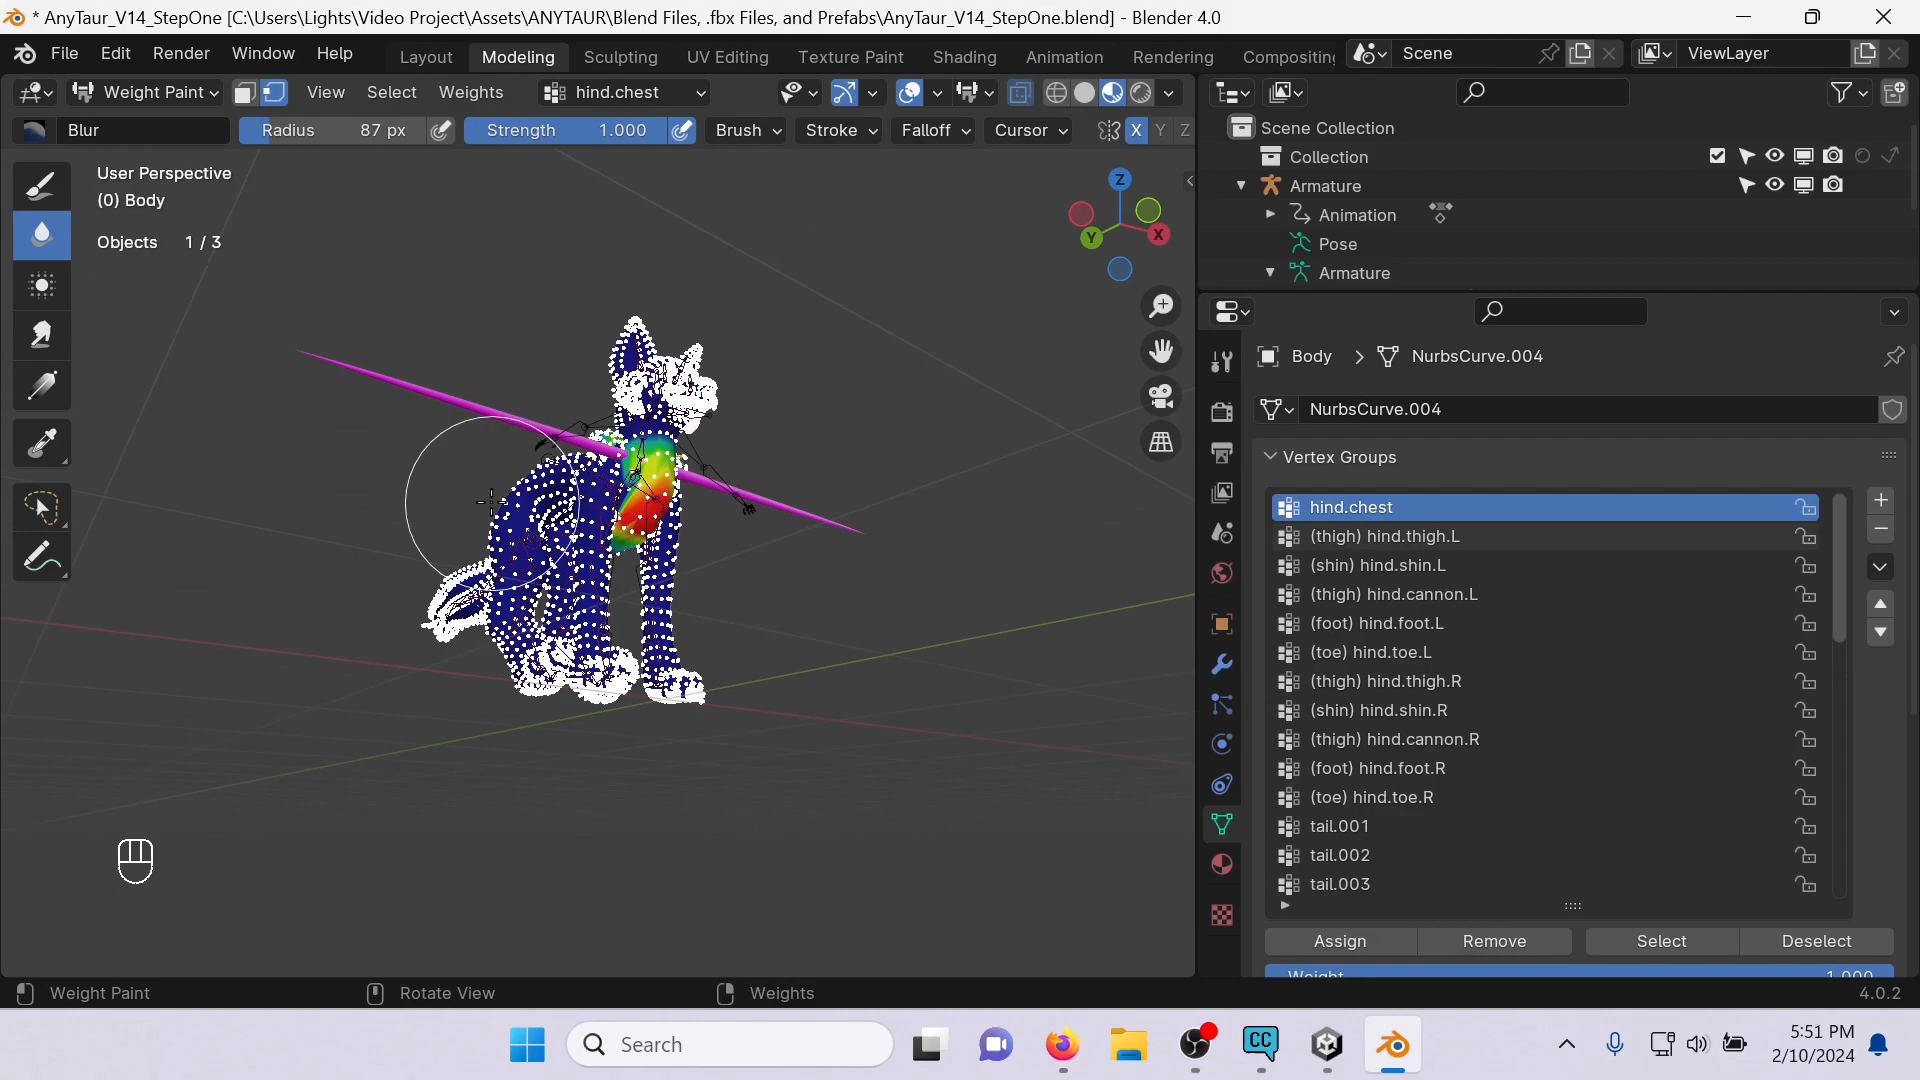 * AnyTaur_V14_StepOne [C:\Users\Lights\Video Project\Assets\ANYTAUR\Blend Files, .fbx Files, and Prefabs\AnyTaur_V14_StepOne.blend] - Blender 4.0
File Edit Render Window Help Layout Modeling Sculpting UV Editing Texture Paint Shading Animation Rendering Compositing Scene ViewLayer
Weight Paint View Select Weights hind.chest
Blur Radius 87 px Strength 1.000 Brush Stroke Falloff Cursor X Y Z
User Perspective
(0) Body
Objects 1 / 3
Z
Y
X
Scene Collection
Collection
Armature
Animation
Pose
Armature
Body > NurbsCurve.004
NurbsCurve.004
Vertex Groups
hind.chest
(thigh) hind.thigh.L
(shin) hind.shin.L
(thigh) hind.cannon.L
(foot) hind.foot.L
(toe) hind.toe.L
(thigh) hind.thigh.R
(shin) hind.shin.R
(thigh) hind.cannon.R
(foot) hind.foot.R
(toe) hind.toe.R
tail.001
tail.002
tail.003
Assign Remove Select Deselect
Weight 1.000
Weight Paint Rotate View Weights 4.0.2
Search
CC
5:51 PM
2/10/2024